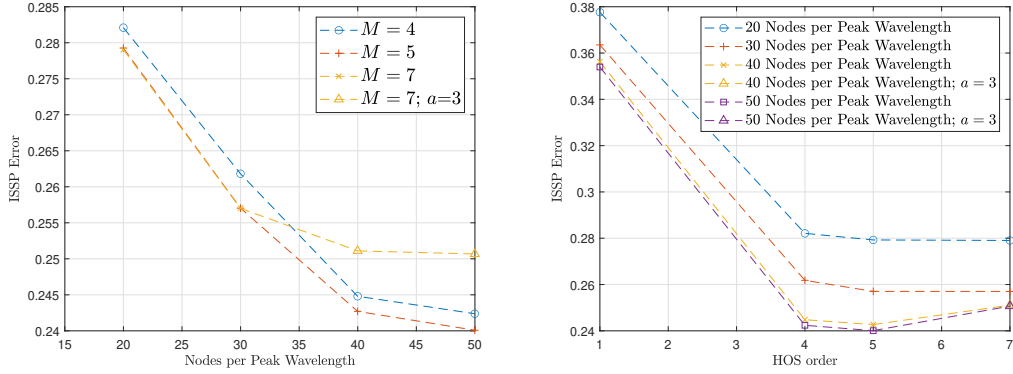 0.285
0.28
0.275
0.27
0.265
0.26
0.255
0.25
0.245
0.24
15 20 25 30 35 40 45 50
Nodes per Peak Wavelength
ISSP Error
M = 4
M = 5
M = 7
M = 7; a=3
0.38
0.36
0.34
0.32
0.3
0.28
0.26
0.24
1 2 3 4 5 6 7
HOS order
ISSP Error
20 Nodes per Peak Wavelength
30 Nodes per Peak Wavelength
40 Nodes per Peak Wavelength
40 Nodes per Peak Wavelength; a = 3
50 Nodes per Peak Wavelength
50 Nodes per Peak Wavelength; a = 3